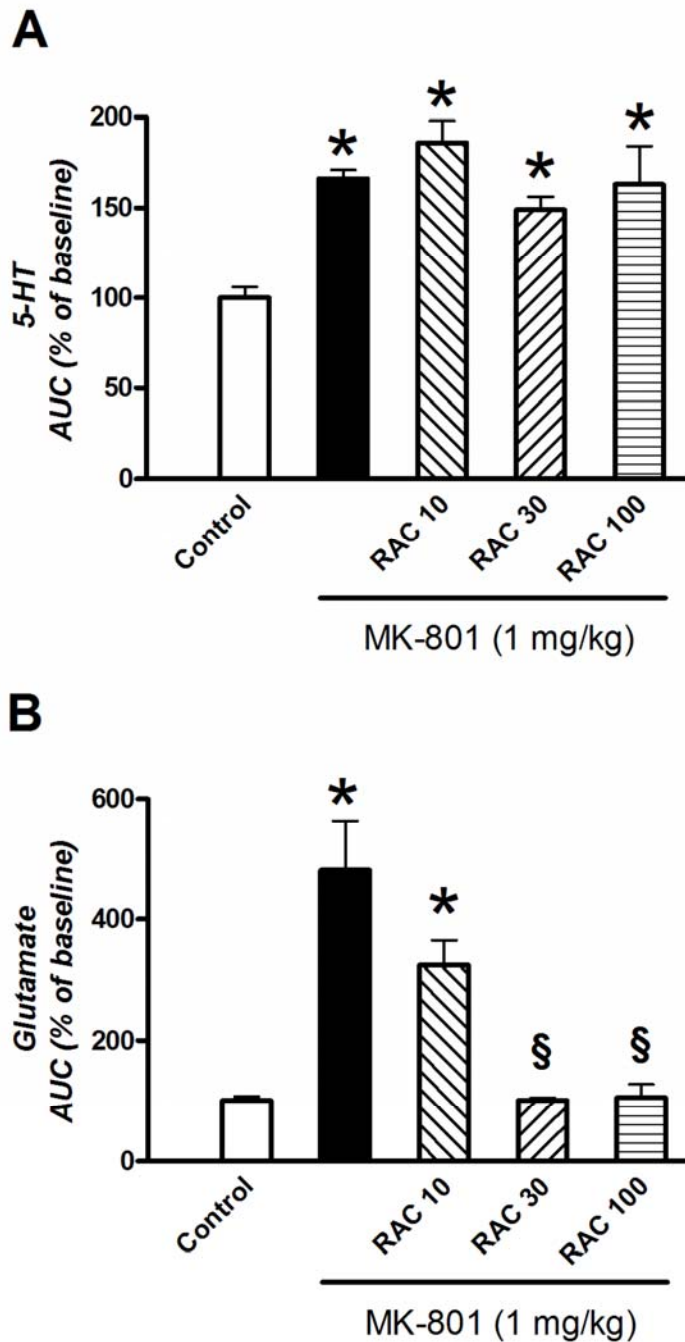 A
200
150
100
50
0
5-HT
AUC (% of baseline)
*
*
*
*
Control
RAC 10
RAC 30
RAC 100
MK-801 (1 mg/kg)
B
600
400
200
0
Glutamate
AUC (% of baseline)
*
*
§
§
Control
RAC 10
RAC 30
RAC 100
MK-801 (1 mg/kg)